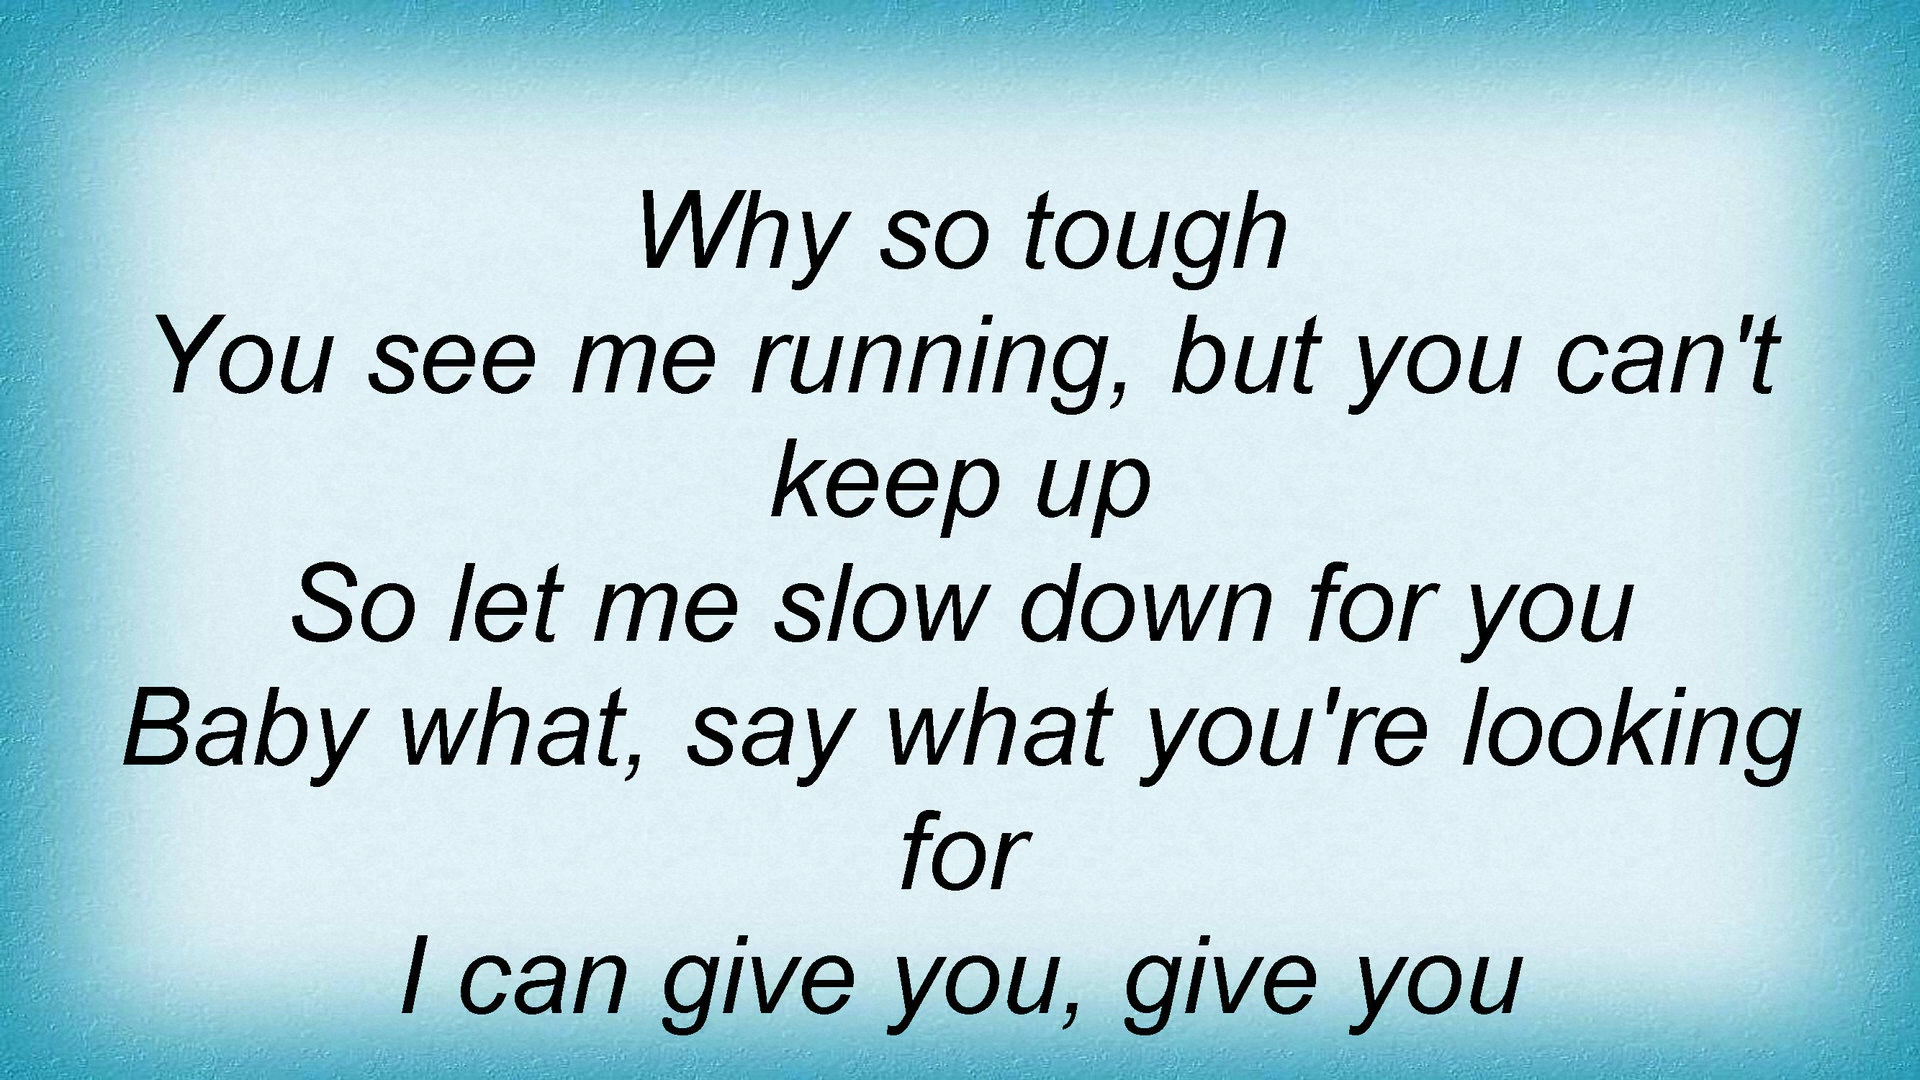 Why so tough
You see me running, but you can't
keep up
So let me slow down for you
Baby what, say what you're looking
for
I can give you, give you